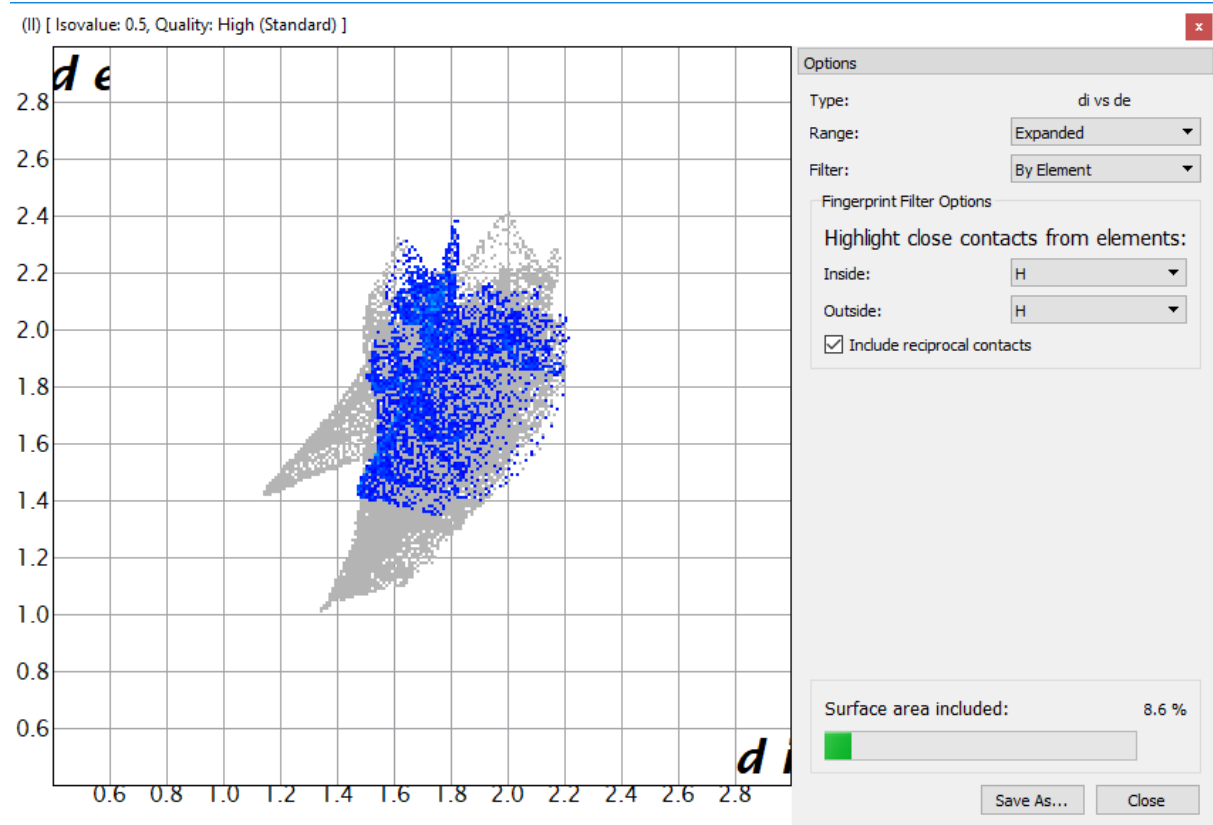 (II) [ Isovalue: 0.5, Quality: High (Standard) ]
x
d e
2.8
2.6
2.4
2.2
2.0
1.8
1.6
1.4
1.2
1.0
0.8
0.6
d i
0.6 0.8 1.0 1.2 1.4 1.6 1.8 2.0 2.2 2.4 2.6 2.8
Options
Type: di vs de
Range: Expanded
Filter: By Element
Fingerprint Filter Options
Highlight close contacts from elements:
Inside: H
Outside: H
Include reciprocal contacts
Surface area included: 8.6 %
Save As... Close